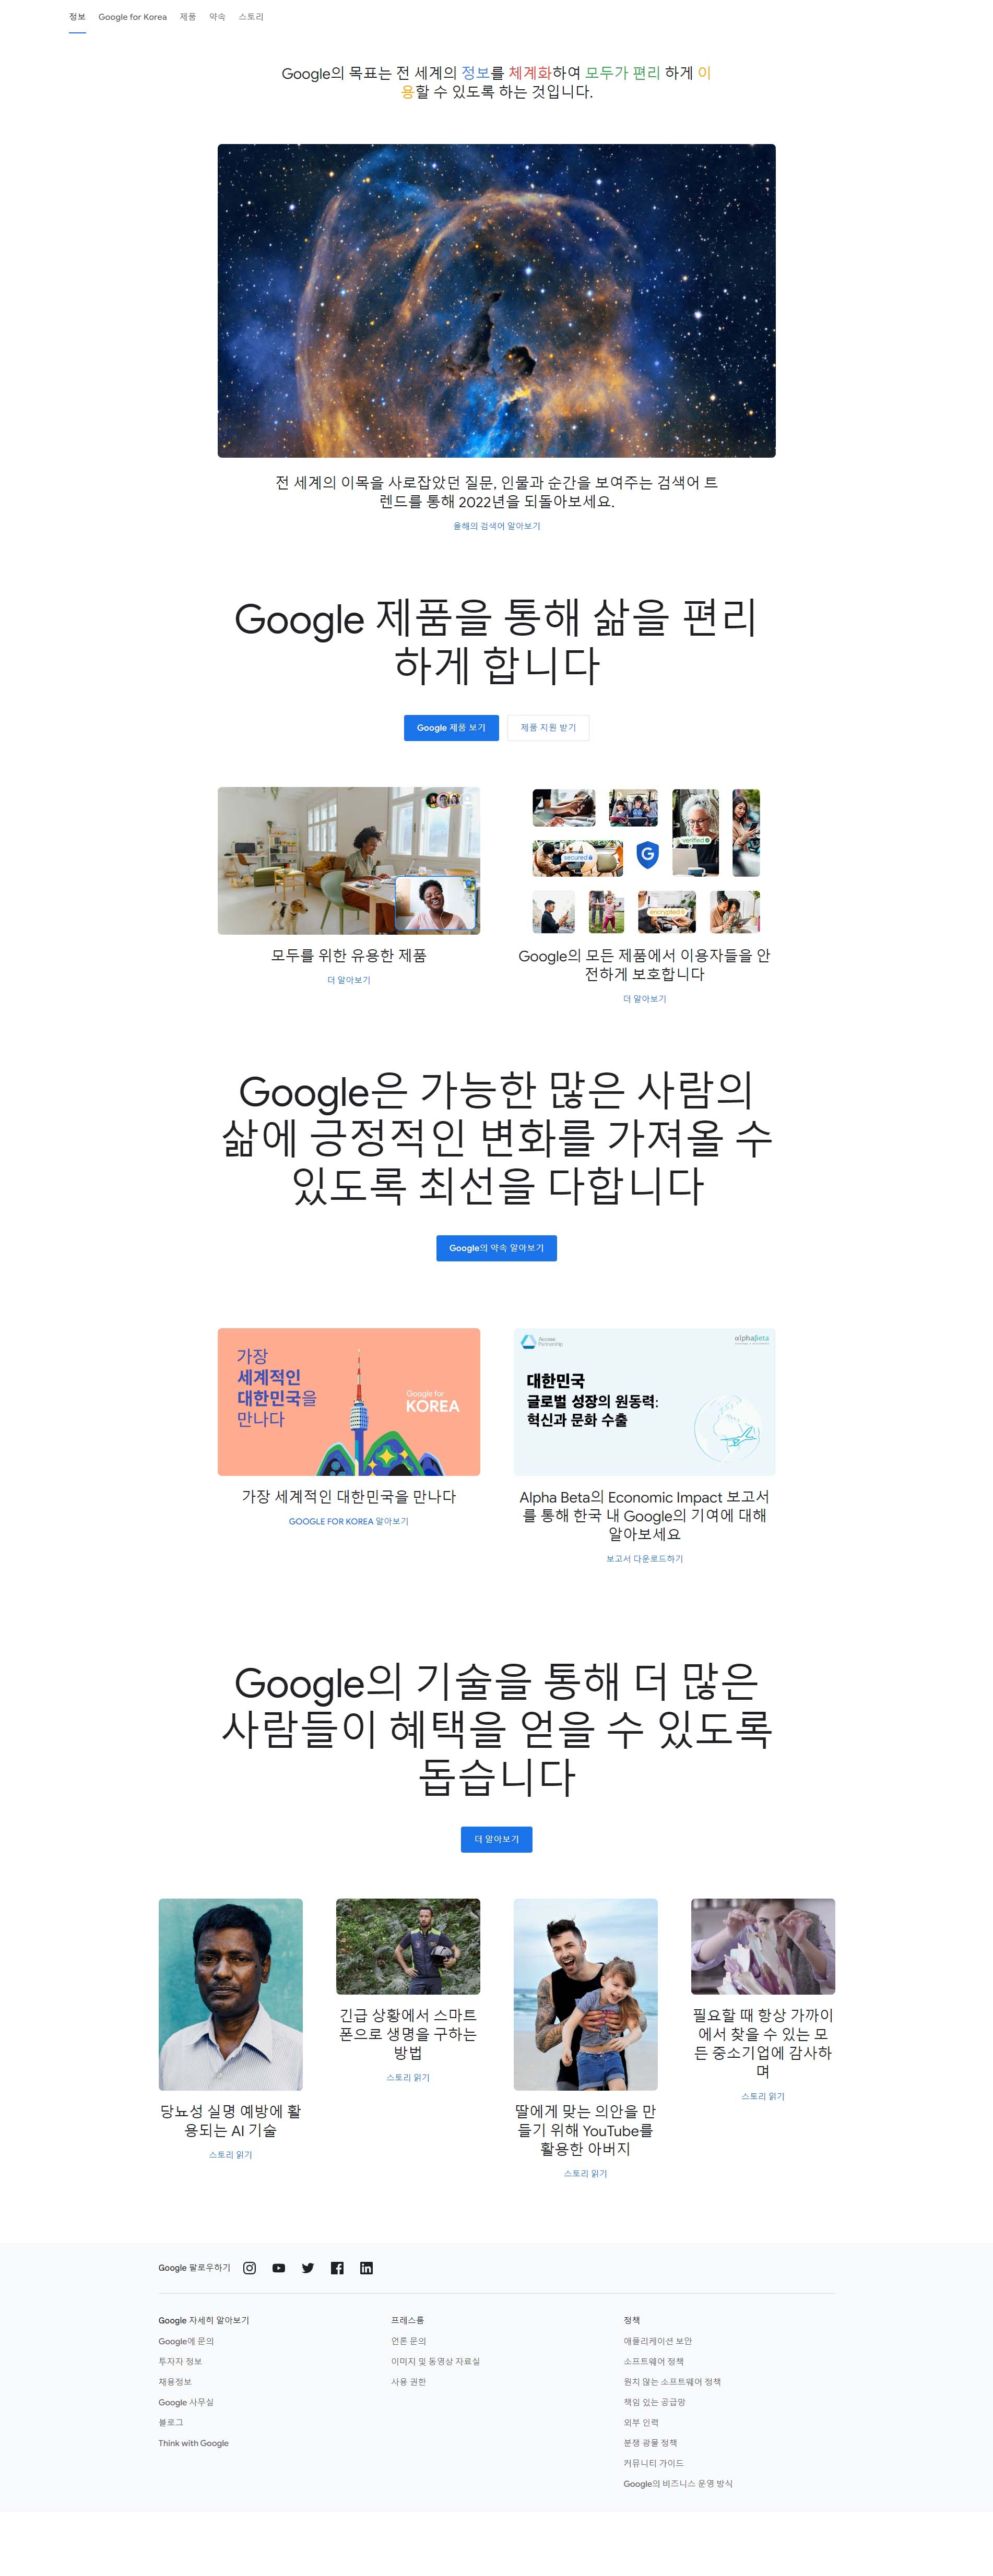 정보 Google for Korea 제품 약속 스토리
Google의 목표는 전 세계의 정보를 체계화하여 모두가 편리 하게 이
용할 수 있도록 하는 것입니다.
전 세계의 이목을 사로잡았던 질문, 인물과 순간을 보여주는 검색어 트
렌드를 통해 2022년을 되돌아보세요.
올해의 검색어 알아보기
Google 제품을 통해 삶을 편리
하게 합니다
Google 제품 보기 제품 지원 받기
verified
secured
encrypted
모두를 위한 유용한 제품
더 알아보기
Google의 모든 제품에서 이용자들을 안
전하게 보호합니다
더 알아보기
Google은 가능한 많은 사람의
삶에 긍정적인 변화를 가져올 수
있도록 최선을 다합니다
Google의 약속 알아보기
가장
세계적인
대한민국을
만나다
Google for
KOREA
가장 세계적인 대한민국을 만나다
GOOGLE FOR KOREA 알아보기
Access
Partnership
alphaBeta
대한민국
글로벌 성장의 원동력:
혁신과 문화 수출
Alpha Beta의 Economic Impact 보고서
를 통해 한국 내 Google의 기여에 대해
알아보세요
보고서 다운로드하기
Google의 기술을 통해 더 많은
사람들이 혜택을 얻을 수 있도록
돕습니다
더 알아보기
당뇨성 실명 예방에 활
용되는 AI 기술
스토리 읽기
긴급 상황에서 스마트
폰으로 생명을 구하는
방법
스토리 읽기
딸에게 맞는 의안을 만
들기 위해 YouTube를
활용한 아버지
스토리 읽기
필요할 때 항상 가까이
에서 찾을 수 있는 모
든 중소기업에 감사하
며
스토리 읽기
Google 팔로우하기
Google 자세히 알아보기
Google에 문의
투자자 정보
채용정보
Google 사무실
블로그
Think with Google
프레스룸
언론 문의
이미지 및 동영상 자료실
사용 권한
정책
애플리케이션 보안
소프트웨어 정책
원치 않는 소프트웨어 정책
책임 있는 공급망
외부 인력
분쟁 광물 정책
커뮤니티 가이드
Google의 비즈니스 운영 방식